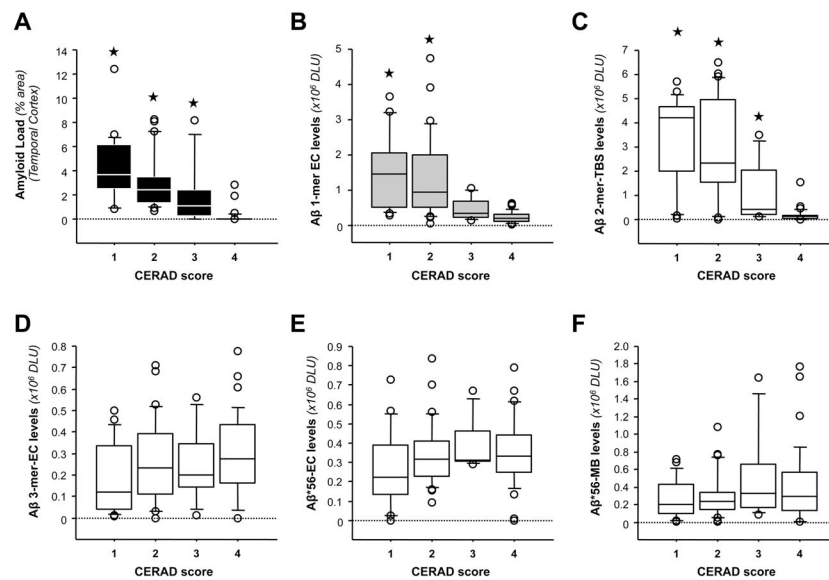 A
Amyloid Load (% area)
(Temporal Cortex)
14
12
10
8
6
4
2
0
1 2 3 4
CERAD score
B
Aβ 1-mer EC levels (x10⁶ DLU)
5
4
3
2
1
0
1 2 3 4
CERAD score
C
Aβ 2-mer-TBS levels (x10⁶ DLU)
7
6
5
4
3
2
1
0
1 2 3 4
CERAD score
D
Aβ 3-mer-EC levels (x10⁶ DLU)
0.8
0.7
0.6
0.5
0.4
0.3
0.2
0.1
0
1 2 3 4
CERAD score
E
Aβ*56-EC levels (x10⁶ DLU)
0.9
0.8
0.7
0.6
0.5
0.4
0.3
0.2
0.1
0
1 2 3 4
CERAD score
F
Aβ*56-MB levels (x10⁶ DLU)
2.0
1.8
1.6
1.4
1.2
1.0
0.8
0.6
0.4
0.2
0
1 2 3 4
CERAD score